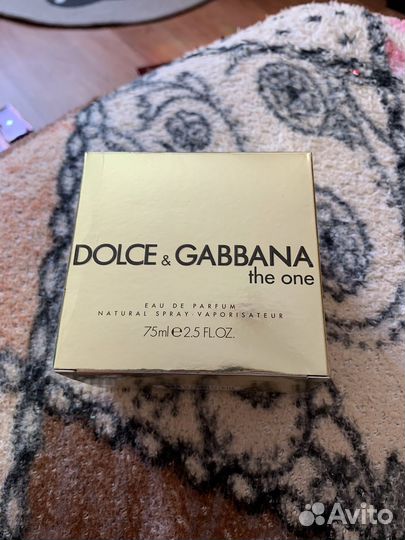 DOLCE & GABBANA
the one
EAU DE PARFUM
NATURAL SPRAY · VAPORISATEUR
75ml e 2.5 FL.OZ.
Avito